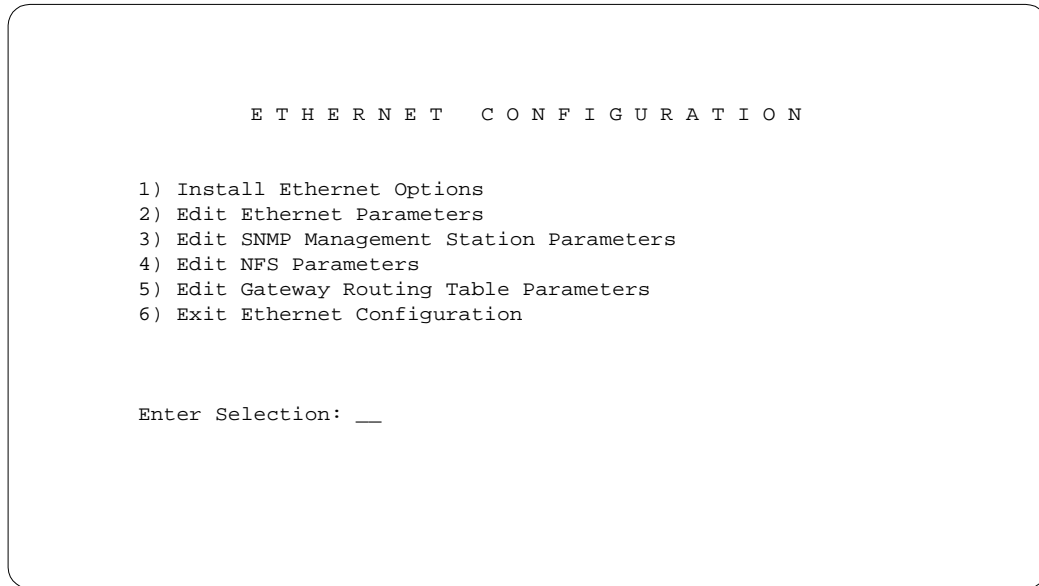 E T H E R N E T   C O N F I G U R A T I O N
1) Install Ethernet Options
2) Edit Ethernet Parameters
3) Edit SNMP Management Station Parameters
4) Edit NFS Parameters
5) Edit Gateway Routing Table Parameters
6) Exit Ethernet Configuration
Enter Selection: __